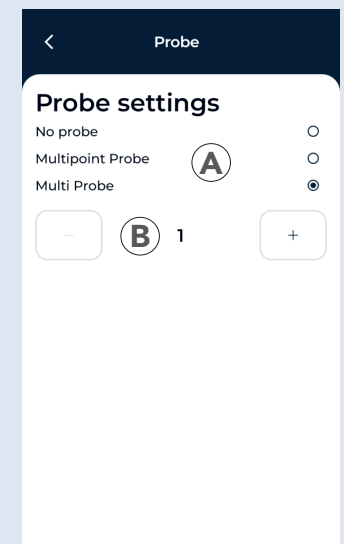 Probe
Probe settings
No probe
Multipoint Probe
A
Multi Probe
− B 1 +